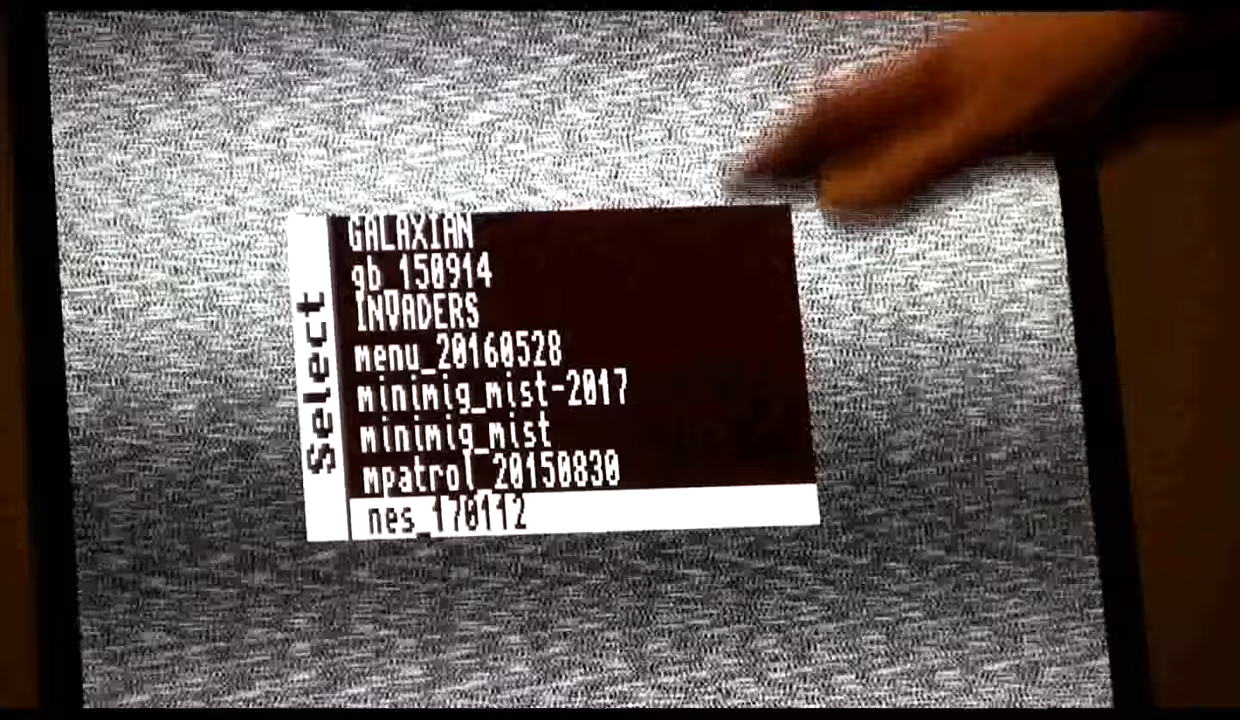 Select
GALAXIAN
gb_150914
INVADERS
menu_20160528
minimig_mist-2017
minimig_mist
mpatrol_20150830
nes_170112